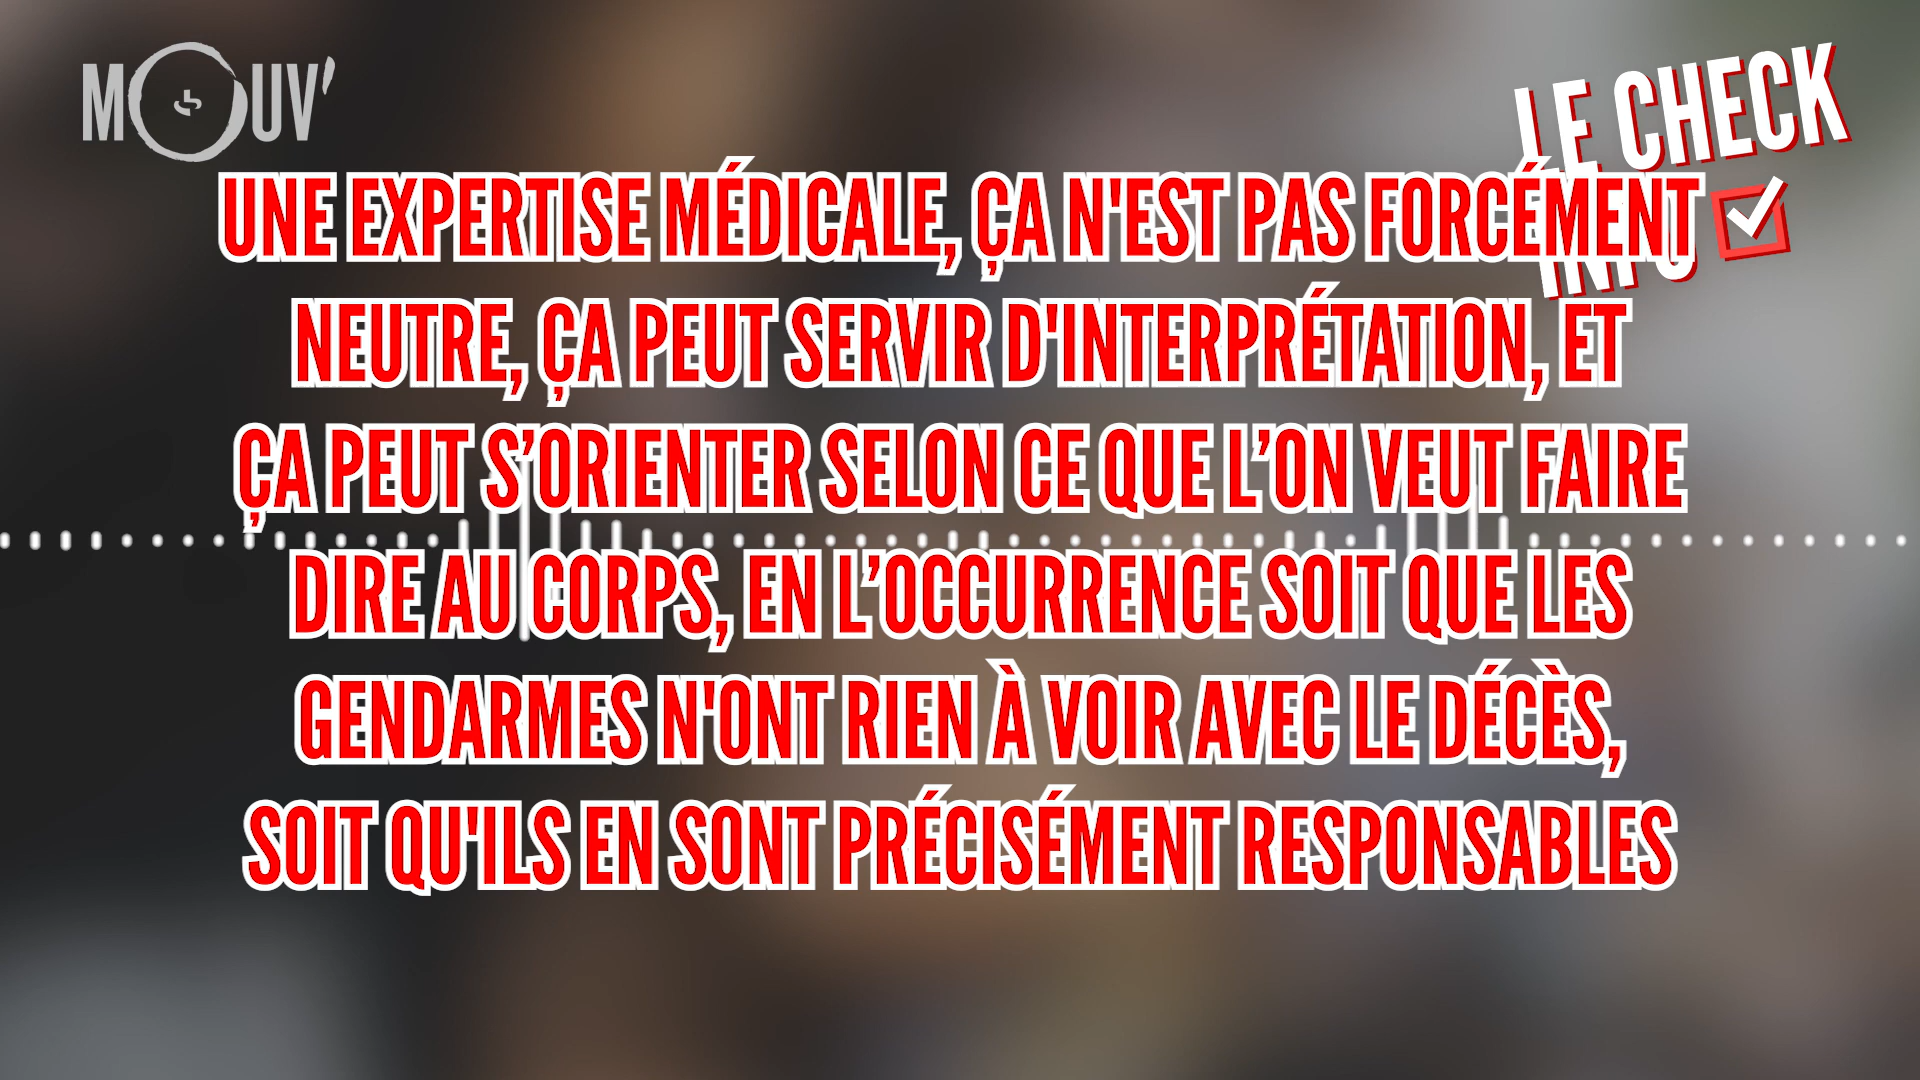 MOUV'
LE CHECK
INFO
UNE EXPERTISE MÉDICALE, ÇA N'EST PAS FORCÉMENT
NEUTRE, ÇA PEUT SERVIR D'INTERPRÉTATION, ET
ÇA PEUT S’ORIENTER SELON CE QUE L’ON VEUT FAIRE
DIRE AU CORPS, EN L’OCCURRENCE SOIT QUE LES
GENDARMES N'ONT RIEN À VOIR AVEC LE DÉCÈS,
SOIT QU'ILS EN SONT PRÉCISÉMENT RESPONSABLES